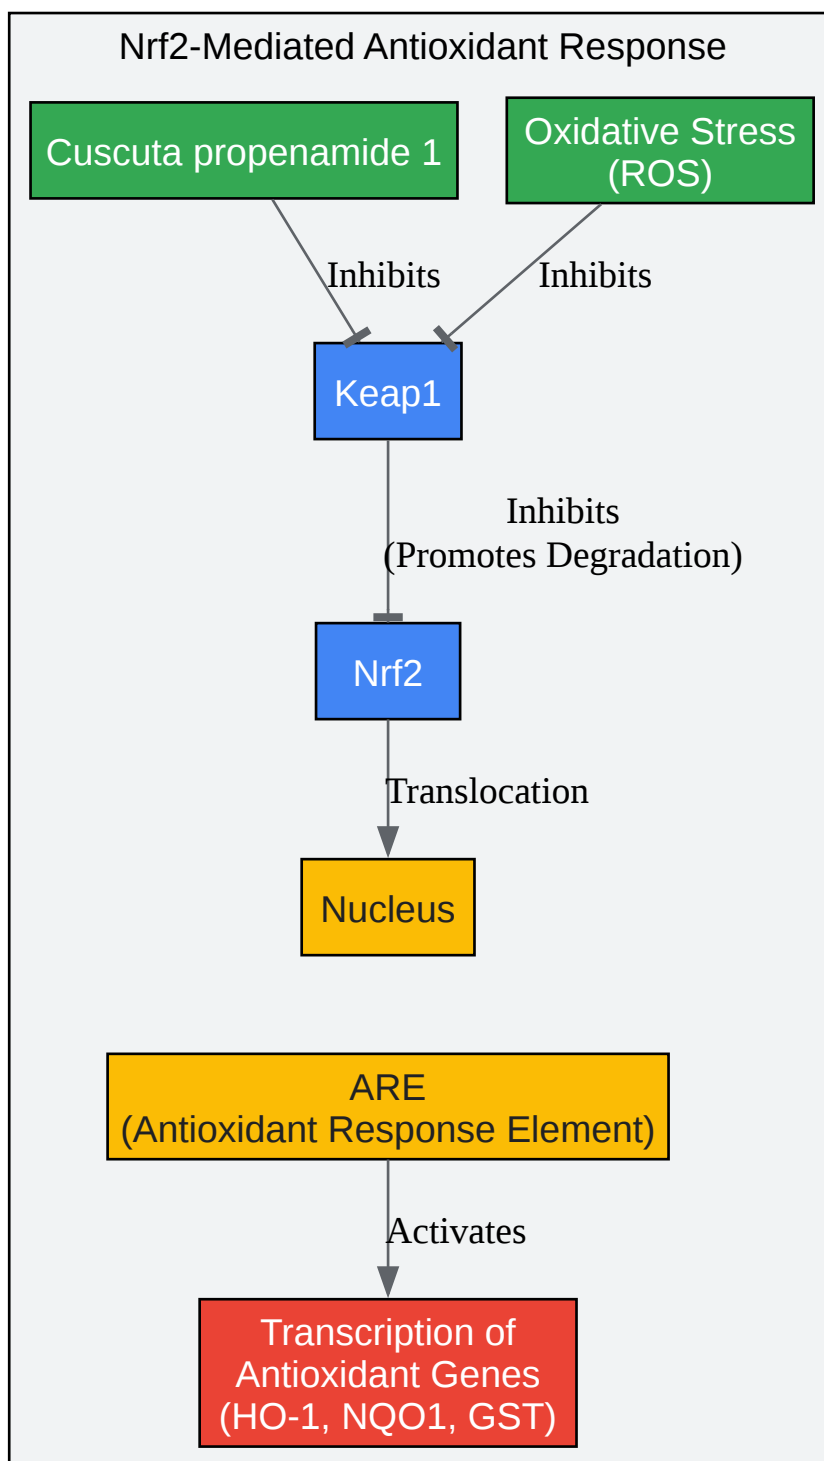 Nrf2-Mediated Antioxidant Response
Cuscuta propenamide 1
Oxidative Stress
(ROS)
Inhibits
Inhibits
Keap1
Inhibits
(Promotes Degradation)
Nrf2
Translocation
Nucleus
ARE
(Antioxidant Response Element)
Activates
Transcription of
Antioxidant Genes
(HO-1, NQO1, GST)